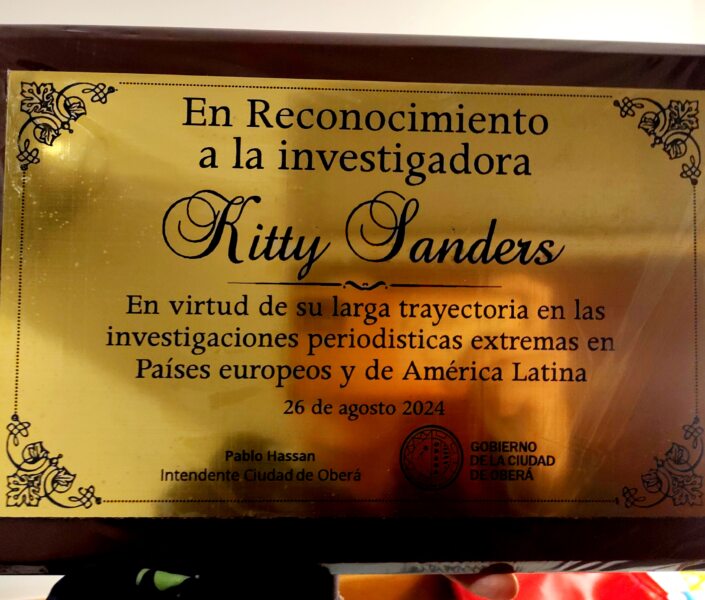 En Reconocimiento
a la investigadora
Kitty Sanders
En virtud de su larga trayectoria en las
investigaciones periodisticas extremas en
Países europeos y de América Latina
26 de agosto 2024
Pablo Hassan
Intendente Ciudad de Oberá
GOBIERNO
DE LA CIUDAD
DE OBERÁ